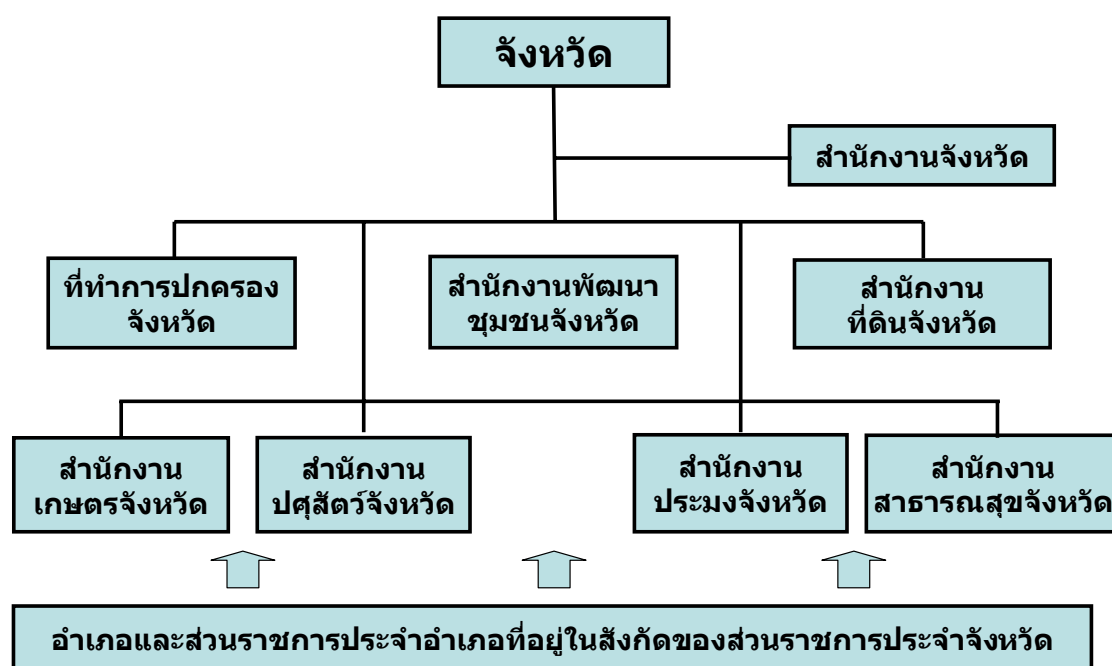 จังหวัด
สำนักงานจังหวัด
ที่ทำการปกครอง
จังหวัด
สำนักงานพัฒนา
ชุมชนจังหวัด
สำนักงาน
ที่ดินจังหวัด
สำนักงาน
เกษตรจังหวัด
สำนักงาน
ปศุสัตว์จังหวัด
สำนักงาน
ประมงจังหวัด
สำนักงาน
สาธารณสุขจังหวัด
อำเภอและส่วนราชการประจำอำเภอที่อยู่ในสังกัดของส่วนราชการประจำจังหวัด